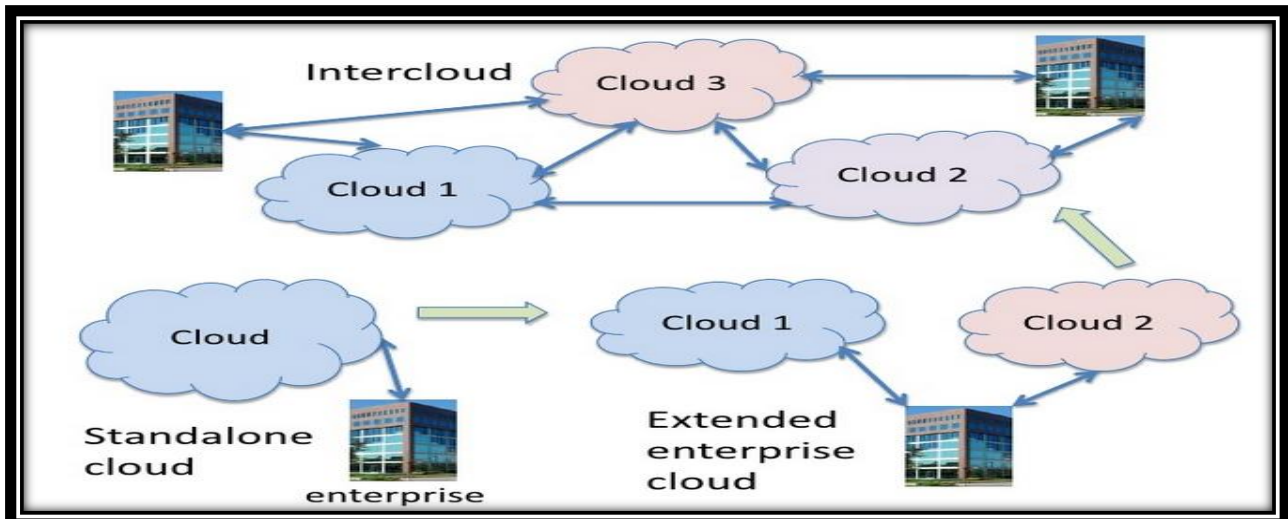 Intercloud
Cloud 3
Cloud 1
Cloud 2
Cloud
Cloud 1
Cloud 2
Standalone
cloud
enterprise
Extended
enterprise
cloud